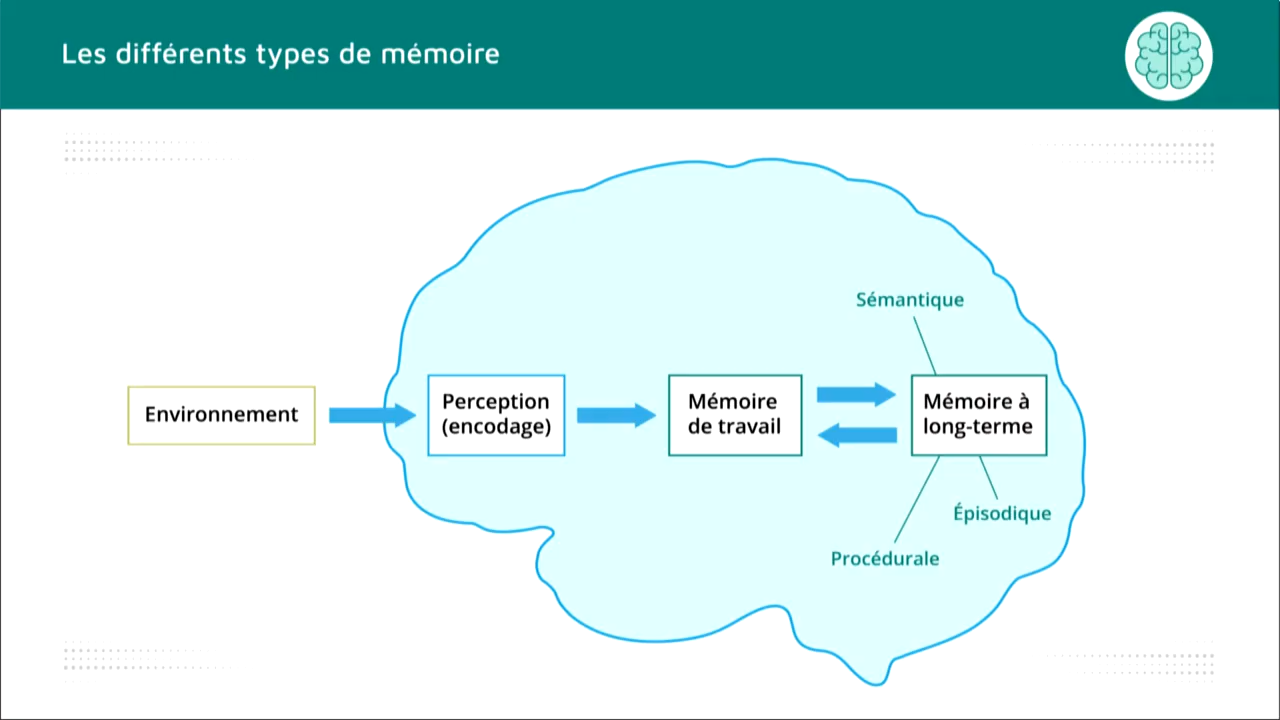 Les différents types de mémoire
Sémantique
Environnement
Perception
(encodage)
Mémoire
de travail
Mémoire à
long-terme
Épisodique
Procédurale